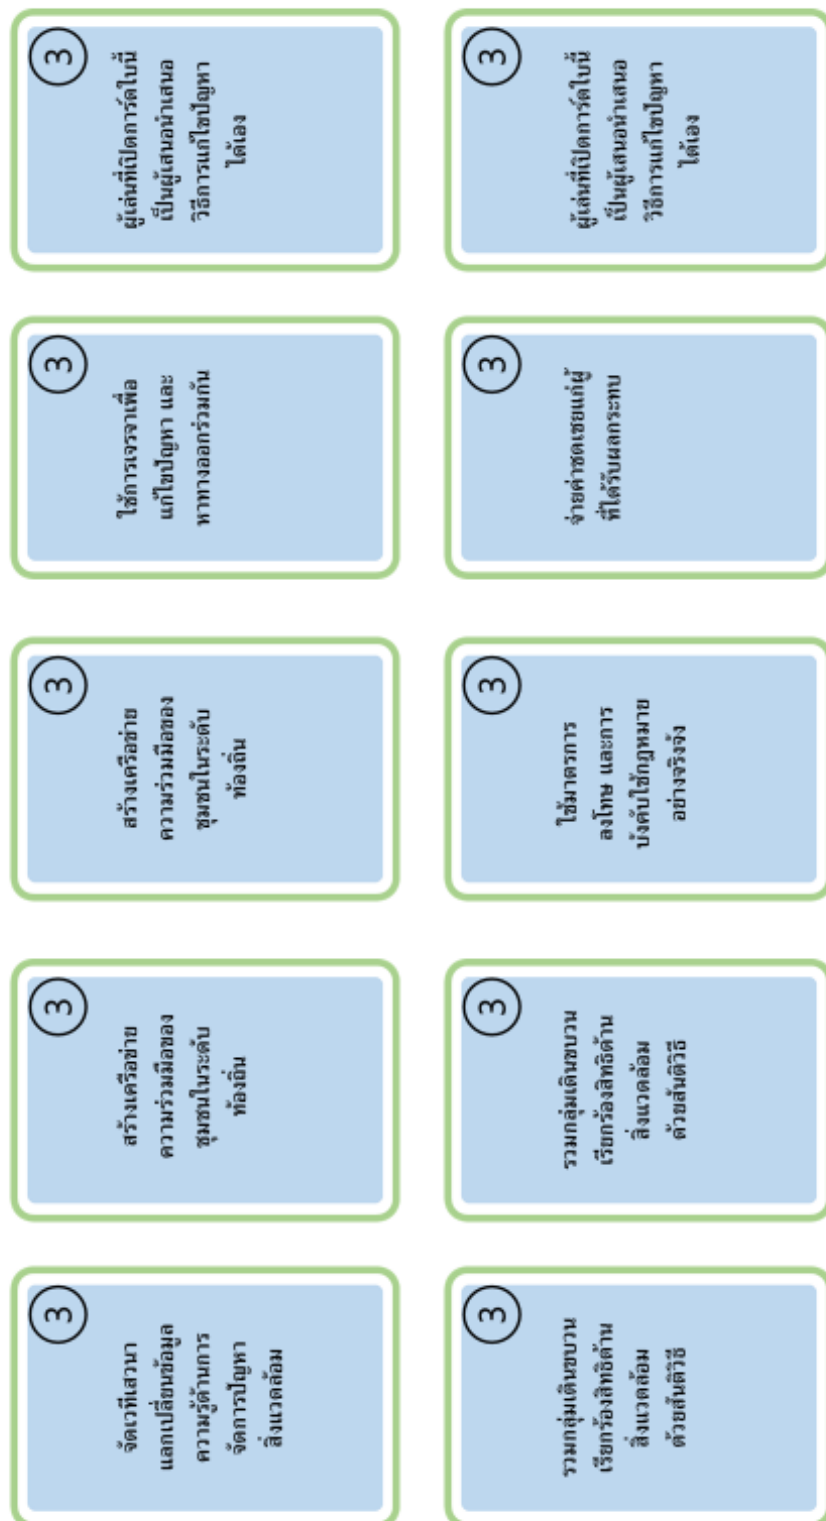 3
จัดเวทีเสวนา
แลกเปลี่ยนข้อมูล
ความรู้ด้านการ
จัดการปัญหา
สิ่งแวดล้อม
3
สร้างเครือข่าย
ความร่วมมือของ
ชุมชนในระดับ
ท้องถิ่น
3
สร้างเครือข่าย
ความร่วมมือของ
ชุมชนในระดับ
ท้องถิ่น
3
ใช้การเจรจาเพื่อ
แก้ไขปัญหา และ
หาทางออกร่วมกัน
3
ผู้เล่นที่เปิดการ์ดใบนี้
เป็นผู้เสนอนำเสนอ
วิธีการแก้ไขปัญหา
ได้เอง
3
รวมกลุ่มเดินขบวน
เรียกร้องสิทธิด้าน
สิ่งแวดล้อม
ด้วยสันติวิธี
3
รวมกลุ่มเดินขบวน
เรียกร้องสิทธิด้าน
สิ่งแวดล้อม
ด้วยสันติวิธี
3
ใช้มาตรการ
ลงโทษ และการ
บังคับใช้กฎหมาย
อย่างจริงจัง
3
จ่ายค่าชดเชยแก่ผู้
ที่ได้รับผลกระทบ
3
ผู้เล่นที่เปิดการ์ดใบนี้
เป็นผู้เสนอนำเสนอ
วิธีการแก้ไขปัญหา
ได้เอง